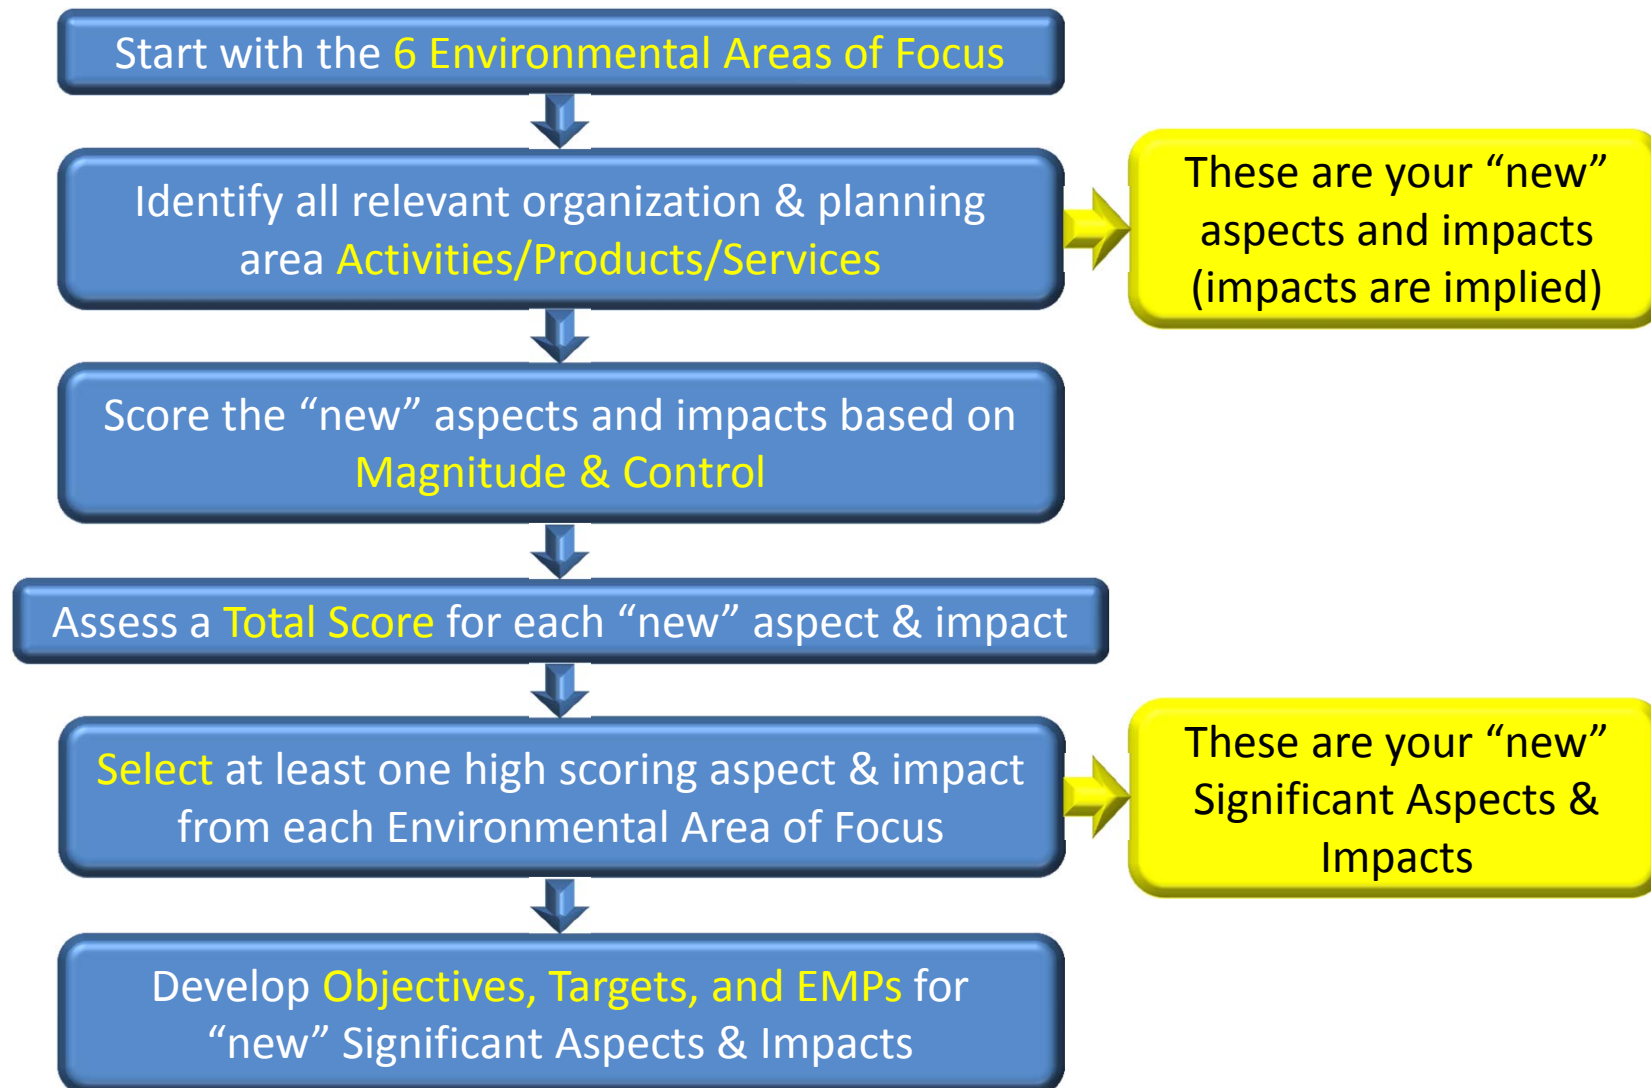 Start with the 6 Environmental Areas of Focus
Identify all relevant organization & planning
area Activities/Products/Services
These are your “new”
aspects and impacts
(impacts are implied)
Score the “new” aspects and impacts based on
Magnitude & Control
Assess a Total Score for each “new” aspect & impact
Select at least one high scoring aspect & impact
from each Environmental Area of Focus
These are your “new”
Significant Aspects &
Impacts
Develop Objectives, Targets, and EMPs for
“new” Significant Aspects & Impacts